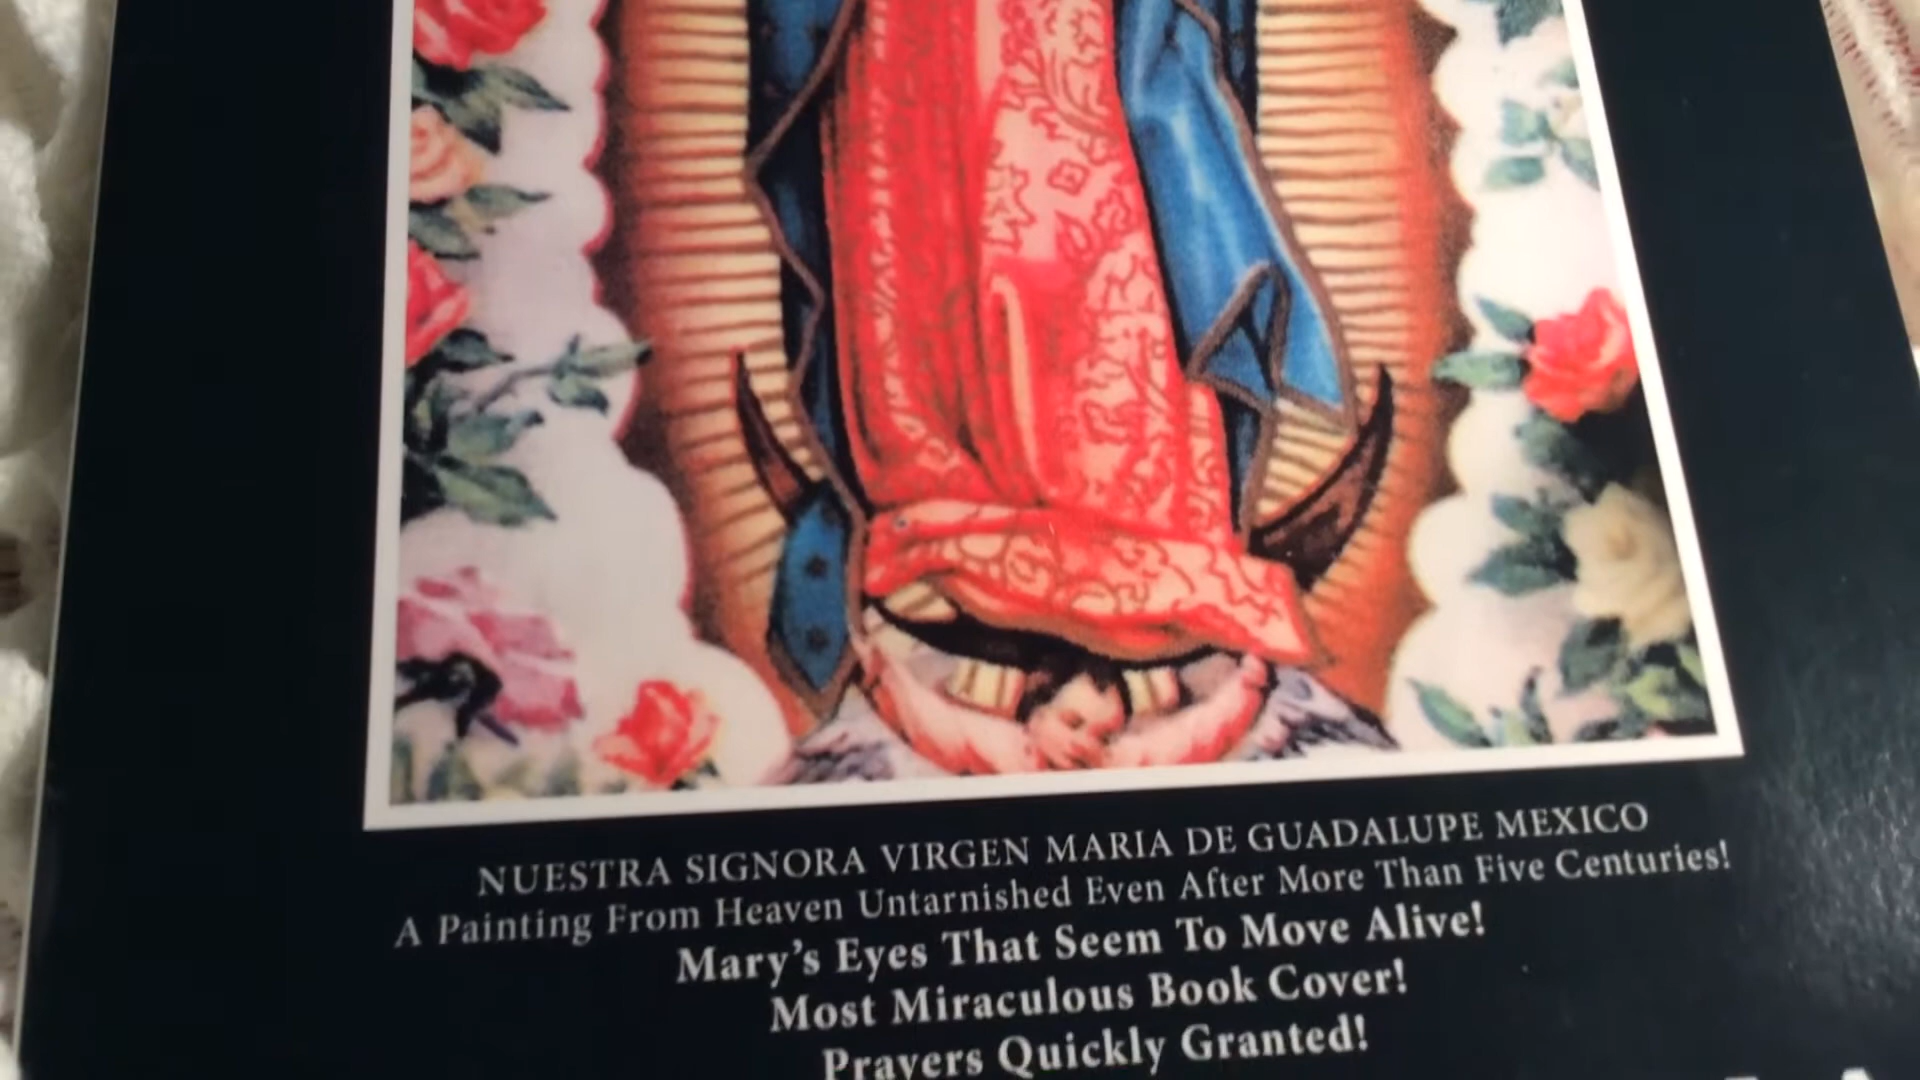 NUESTRA SIGNORA VIRGEN MARIA DE GUADALUPE MEXICO
A Painting From Heaven Untarnished Even After More Than Five Centuries!
Mary's Eyes That Seem To Move Alive!
Most Miraculous Book Cover!
Prayers Quickly Granted!